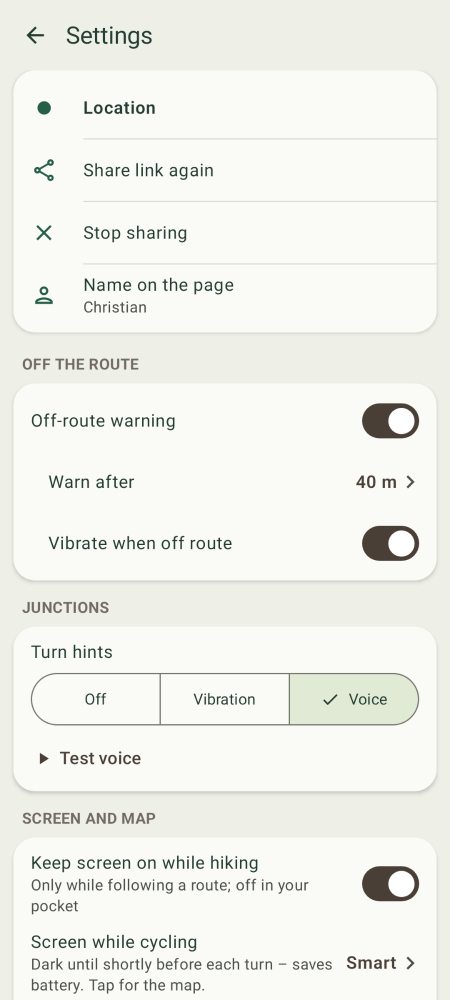 Settings
Location
Share link again
Stop sharing
Name on the page
Christian
OFF THE ROUTE
Off-route warning
Warn after
40 m
Vibrate when off route
JUNCTIONS
Turn hints
Off
Vibration
Voice
Test voice
SCREEN AND MAP
Keep screen on while hiking
Only while following a route; off in your
pocket
Screen while cycling
Dark until shortly before each turn – saves
battery. Tap for the map.
Smart